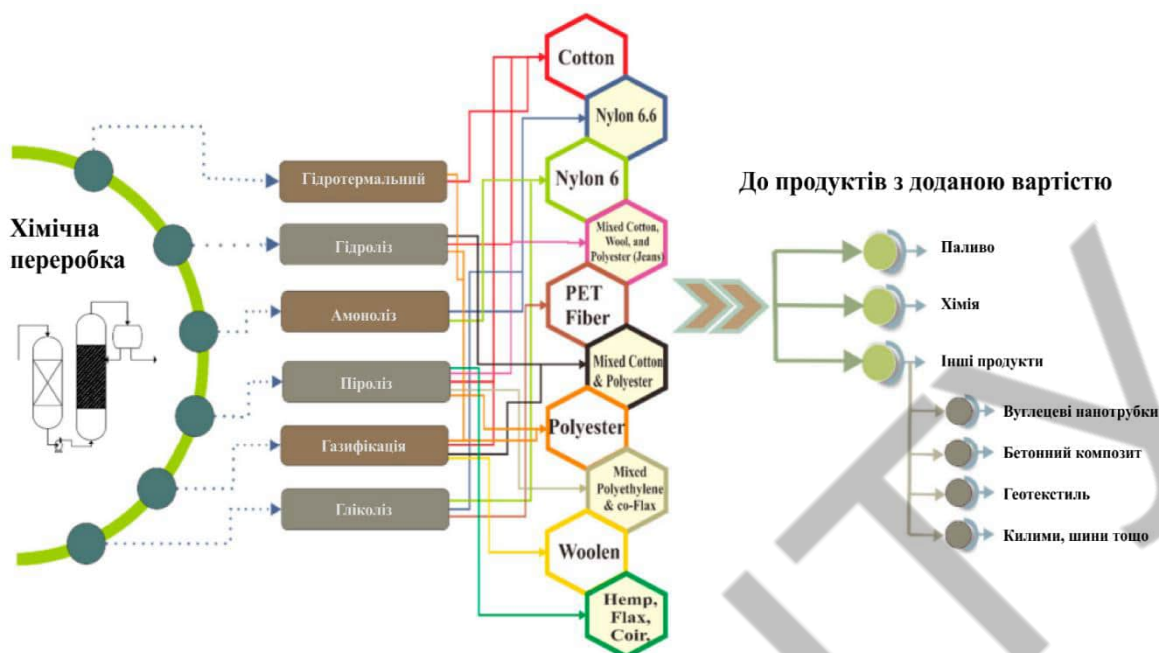 Хімічна
переробка
Гідротермальний
Гідроліз
Амоноліз
Піроліз
Газифікація
Гліколіз
Cotton
Nylon 6.6
Nylon 6
Mixed Cotton,
Wool, and
Polyester (Jeans)
PET
Fiber
Mixed Cotton
& Polyester
Polyester
Mixed
Polyethylene
& co-Flax
Woolen
Hemp,
Flax,
Coir,
До продуктів з доданою вартістю
Паливо
Хімія
Інші продукти
Вуглецеві нанотрубки
Бетонний композит
Геотекстиль
Килими, шини тощо